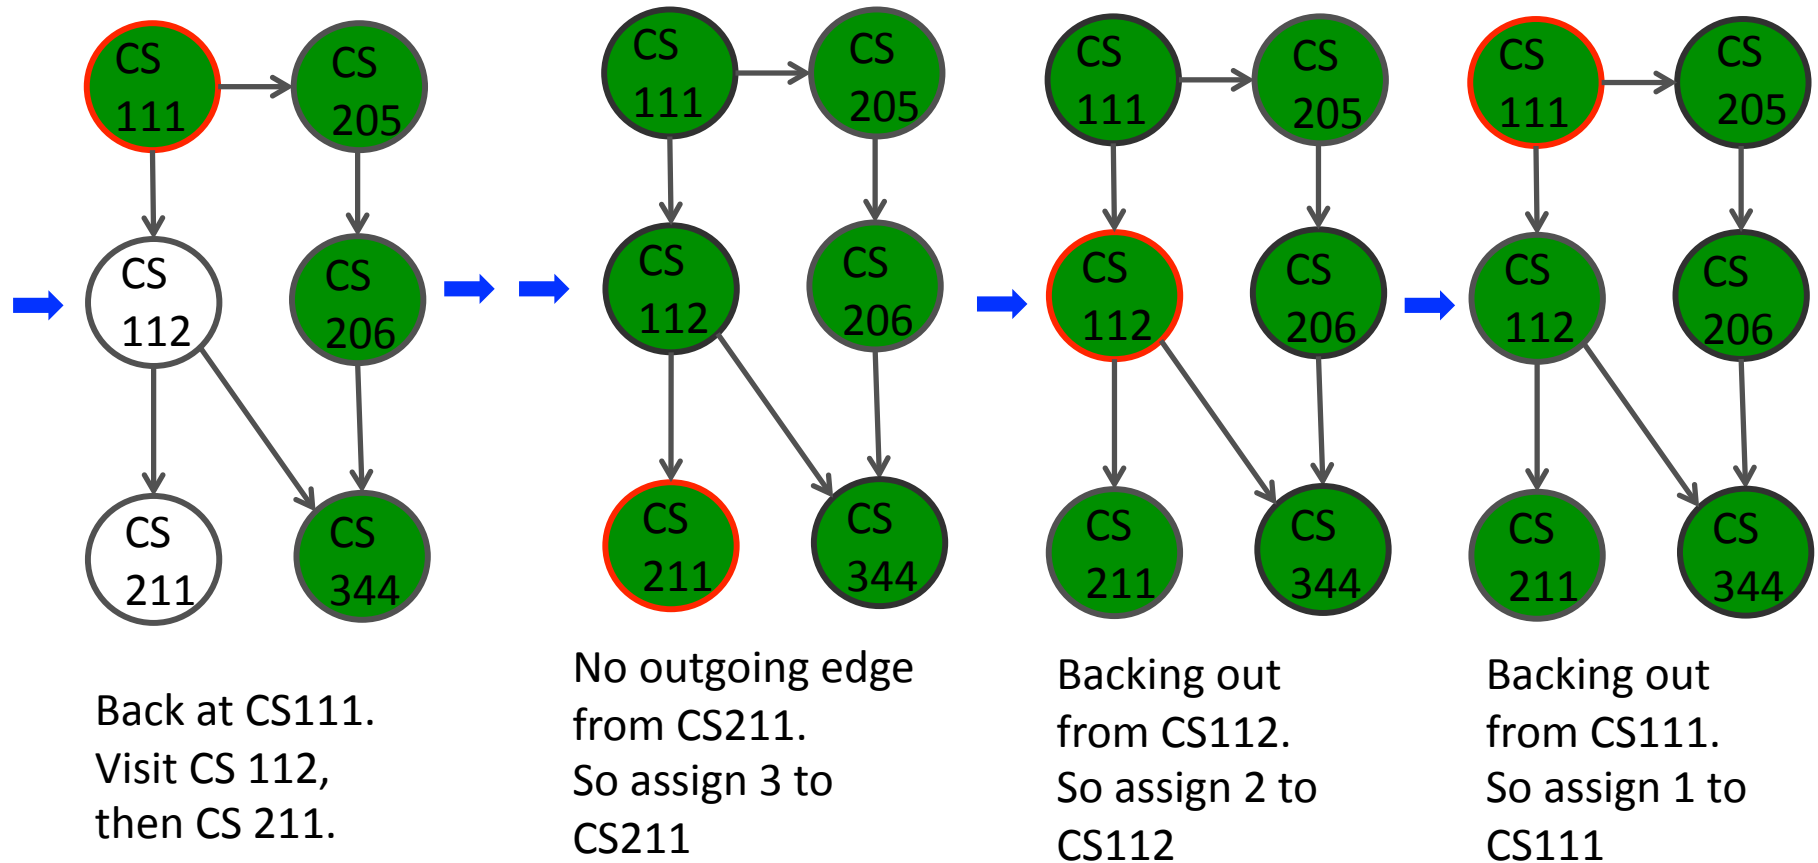 CS
111
CS
205
CS
112
CS
206
CS
211
CS
344
Back at CS111.
Visit CS 112,
then CS 211.
CS
111
CS
205
CS
112
CS
206
CS
211
CS
344
No outgoing edge
from CS211.
So assign 3 to
CS211
CS
111
CS
205
CS
112
CS
206
CS
211
CS
344
Backing out
from CS112.
So assign 2 to
CS112
CS
111
CS
205
CS
112
CS
206
CS
211
CS
344
Backing out
from CS111.
So assign 1 to
CS111